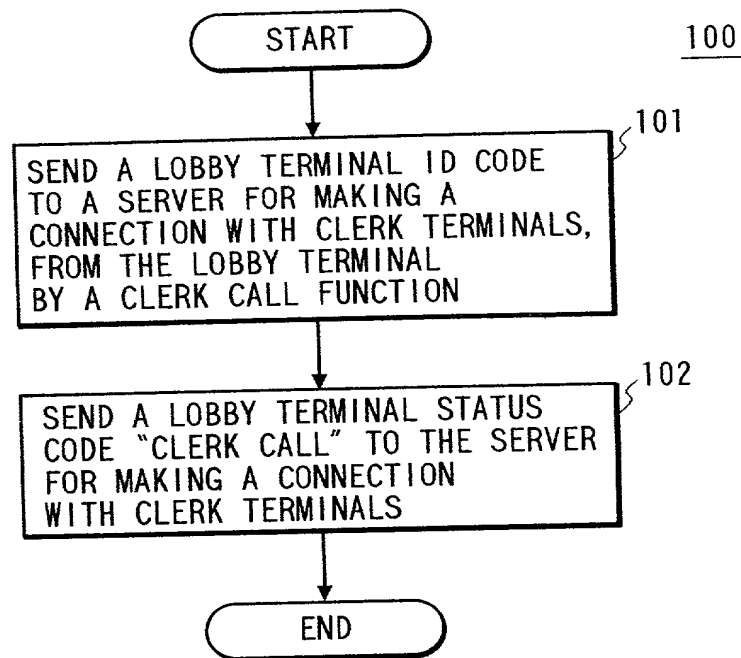 START
100
101
SEND A LOBBY TERMINAL ID CODE
TO A SERVER FOR MAKING A
CONNECTION WITH CLERK TERMINALS,
FROM THE LOBBY TERMINAL
BY A CLERK CALL FUNCTION
102
SEND A LOBBY TERMINAL STATUS
CODE "CLERK CALL" TO THE SERVER
FOR MAKING A CONNECTION
WITH CLERK TERMINALS
END